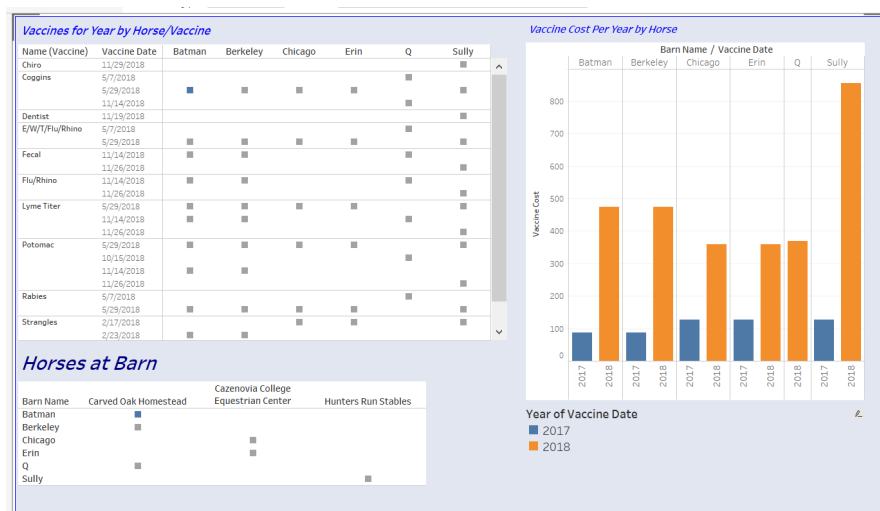 Vaccines for Year by Horse/Vaccine
Name (Vaccine) Vaccine Date Batman Berkeley Chicago Erin Q Sully
Chiro 11/29/2018
Coggins 5/7/2018
5/29/2018
11/14/2018
Dentist 11/19/2018
E/W/T/Flu/Rhino 5/7/2018
5/29/2018
Fecal 11/14/2018
11/26/2018
Flu/Rhino 11/14/2018
11/26/2018
Lyme Titer 5/29/2018
11/14/2018
11/26/2018
Potomac 5/29/2018
10/15/2018
11/14/2018
11/26/2018
Rabies 5/7/2018
5/29/2018
Strangles 2/17/2018
2/23/2018
Horses at Barn
Cazenovia College
Barn Name Carved Oak Homestead Equestrian Center Hunters Run Stables
Batman
Berkeley
Chicago
Erin
Q
Sully
Vaccine Cost Per Year by Horse
Barn Name / Vaccine Date
Batman Berkeley Chicago Erin Q Sully
800
700
600
500
400
300
200
100
0
Vaccine Cost
2017 2018 2017 2018 2017 2018 2017 2018 2018 2017 2018
Year of Vaccine Date
2017
2018